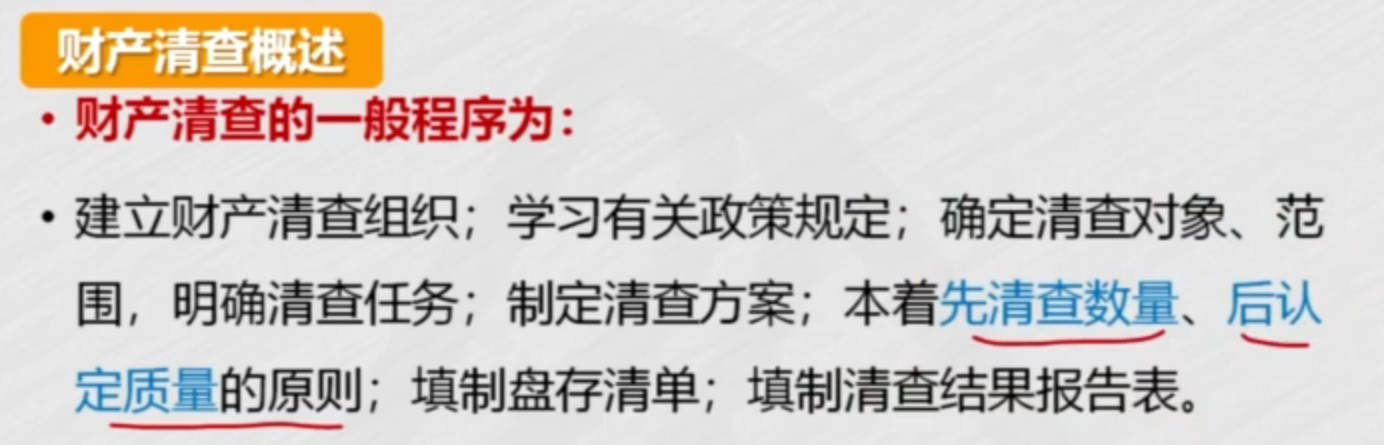 财产清查概述
• 财产清查的一般程序为：
• 建立财产清查组织；学习有关政策规定；确定清查对象、范
围，明确清查任务；制定清查方案；本着先清查数量、后认
定质量的原则；填制盘存清单；填制清查结果报告表。